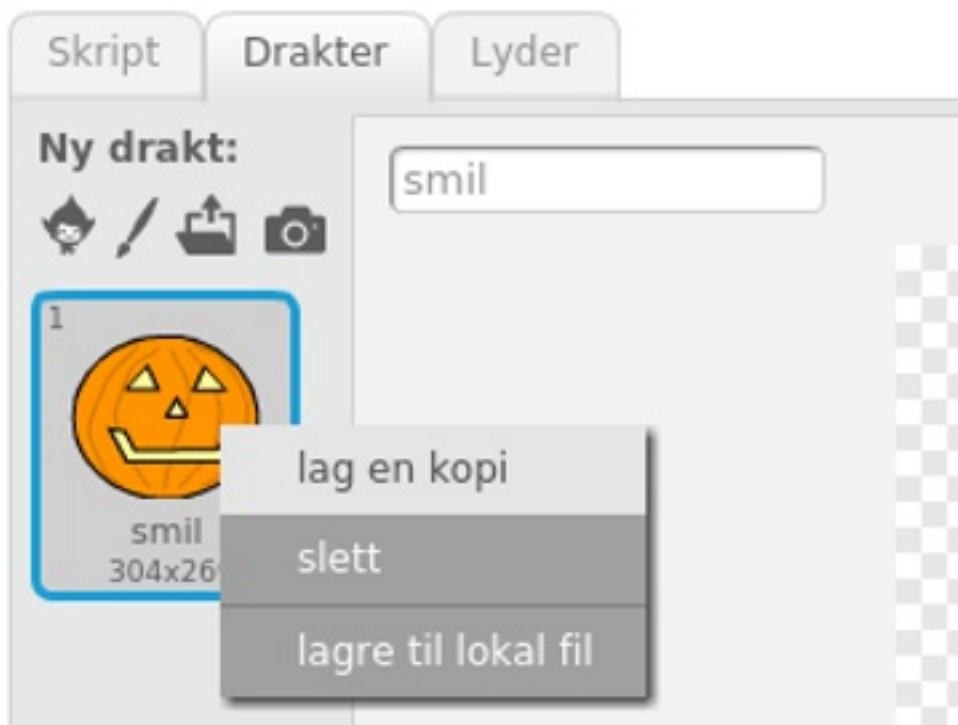 Skript
Drakter
Lyder
Ny drakt:
smil
1
smil
lag en kopi
slett
lagre til lokal fil